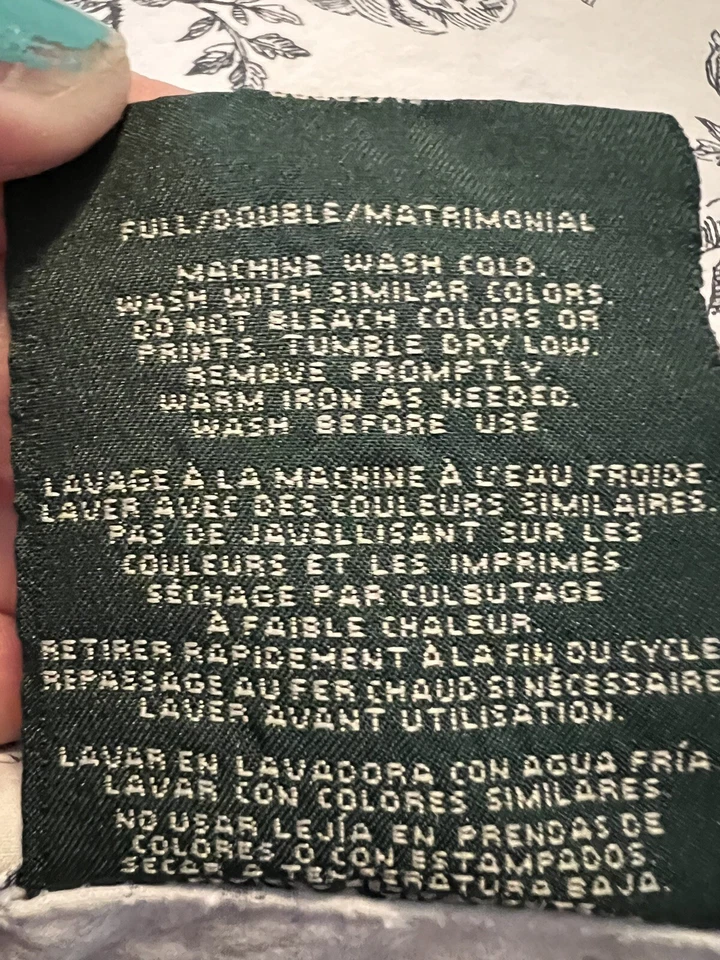 FULL/DOUBLE/MATRIMONIAL
MACHINE WASH COLD.
WASH WITH SIMILAR COLORS.
DO NOT BLEACH COLORS OR
PRINTS. TUMBLE DRY LOW.
REMOVE PROMPTLY
WARM IRON AS NEEDED.
WASH BEFORE USE
LAVAGE À LA MACHINE À L'EAU FROIDE
LAVER AVEC DES COULEURS SIMILAIRES.
PAS DE JAVELLISANT SUR LES
COULEURS ET LES IMPRIMÉS
SÉCHAGE PAR CULBUTAGE
À FAIBLE CHALEUR.
RETIRER RAPIDEMENT À LA FIN DU CYCLE
REPASSAGE AU FER CHAUD SI NÉCESSAIRE
LAVER AVANT UTILISATION.
LAVAR EN LAVADORA CON AGUA FRÍA
LAVAR CON COLORES SIMILARES.
NO USAR LEJÍA EN PRENDAS DE
COLORES O CON ESTAMPADOS.
SECAR A TEMPERATURA BAJA.